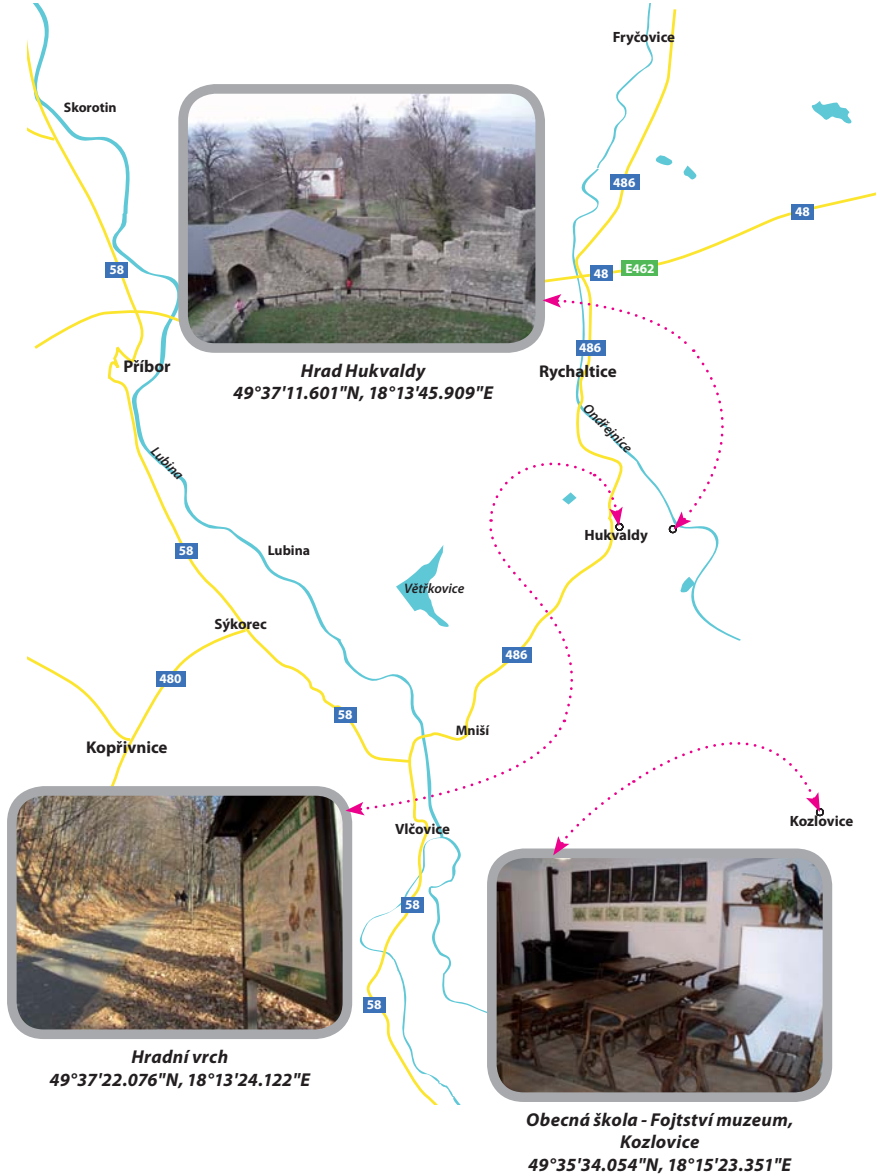 Fryčovice
Skorotin
486
48
58
48
E462
486
Příbor
Rychaltice
Hrad Hukvaldy
49°37'11.601"N, 18°13'45.909"E
Ondřejnice
Lubina
Hukvaldy
58
Lubina
Větřkovice
Sýkorec
486
480
58
Mniší
Kopřivnice
Vlčovice
Kozlovice
58
58
Hradní vrch
49°37'22.076"N, 18°13'24.122"E
Obecná škola - Fojtství muzeum,
Kozlovice
49°35'34.054"N, 18°15'23.351"E